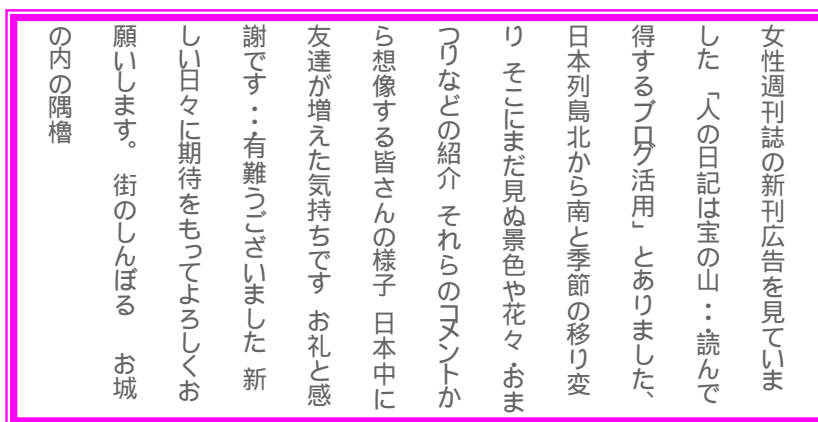 女性週刊誌の新刊広告を見ていま
した 「人の日記は宝の山・・・読んで
得するブログ活用」 とありました、
日本列島北から南と季節の移り変
り そこにまだ見ぬ景色や花々・おま
つりなどの紹介 それらのコメントか
ら想像する皆さんの様子 日本中に
友達が増えた気持ちです お礼と感
謝です・・・有難うございました 新
しい日々に期待をもってよろしくお
願いします。 街のしんぼる お城
の内の隅櫓